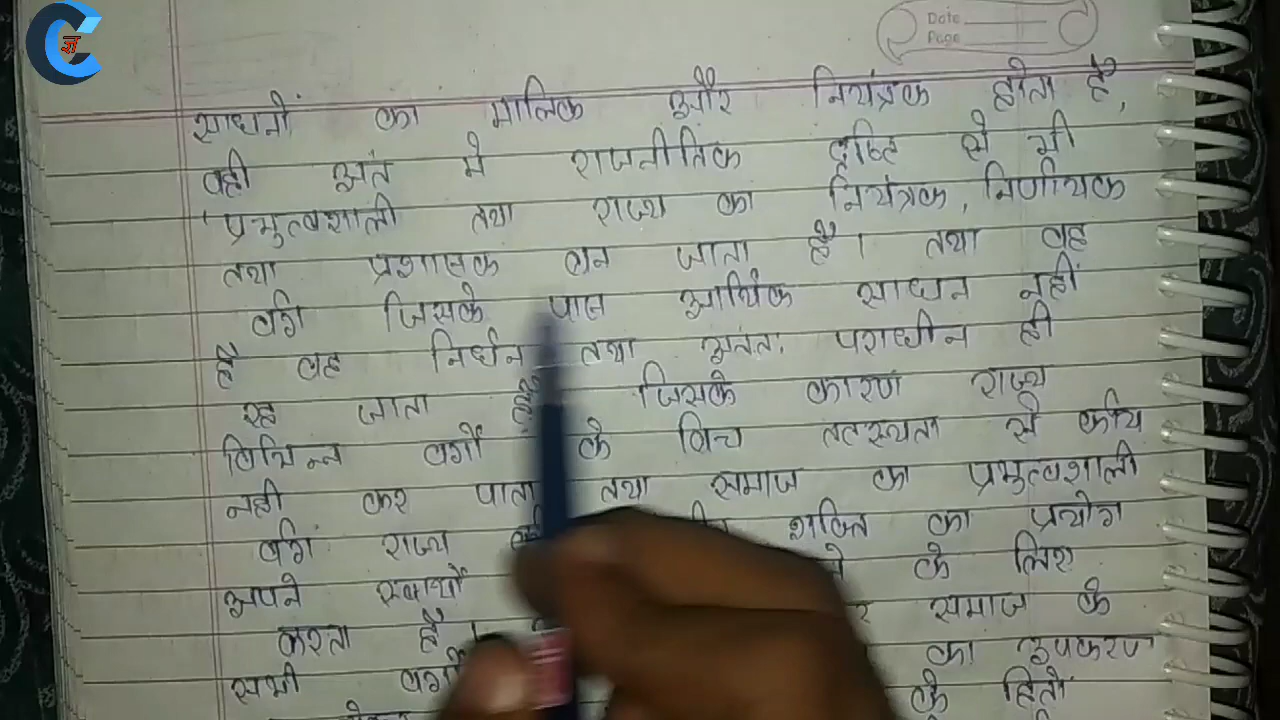 Date
Page
साधनों का मालिक और नियंत्रक होता है,
वही अंत मे राजनीतिक दृष्टि से भी
प्रभुत्वशाली तथा राज्य का नियंत्रक, निर्णायक
तथा प्रशासक बन जाता है। तथा वह
वर्ग जिसके पास आर्थिक साधन नहीं
है वह निर्धन तथा अंततः पराधीन ही
रह जाता है जिसके कारण राज्य
विभिन्न वर्गों के बिच तटस्थता से कार्य
नही कर पाता तथा समाज का प्रभुत्वशाली
वर्ग राज्य शक्ति का प्रयोग
अपने स्वार्थों के लिए
करता है। समाज के
सभी वर्गों का उपकरण
के हितों